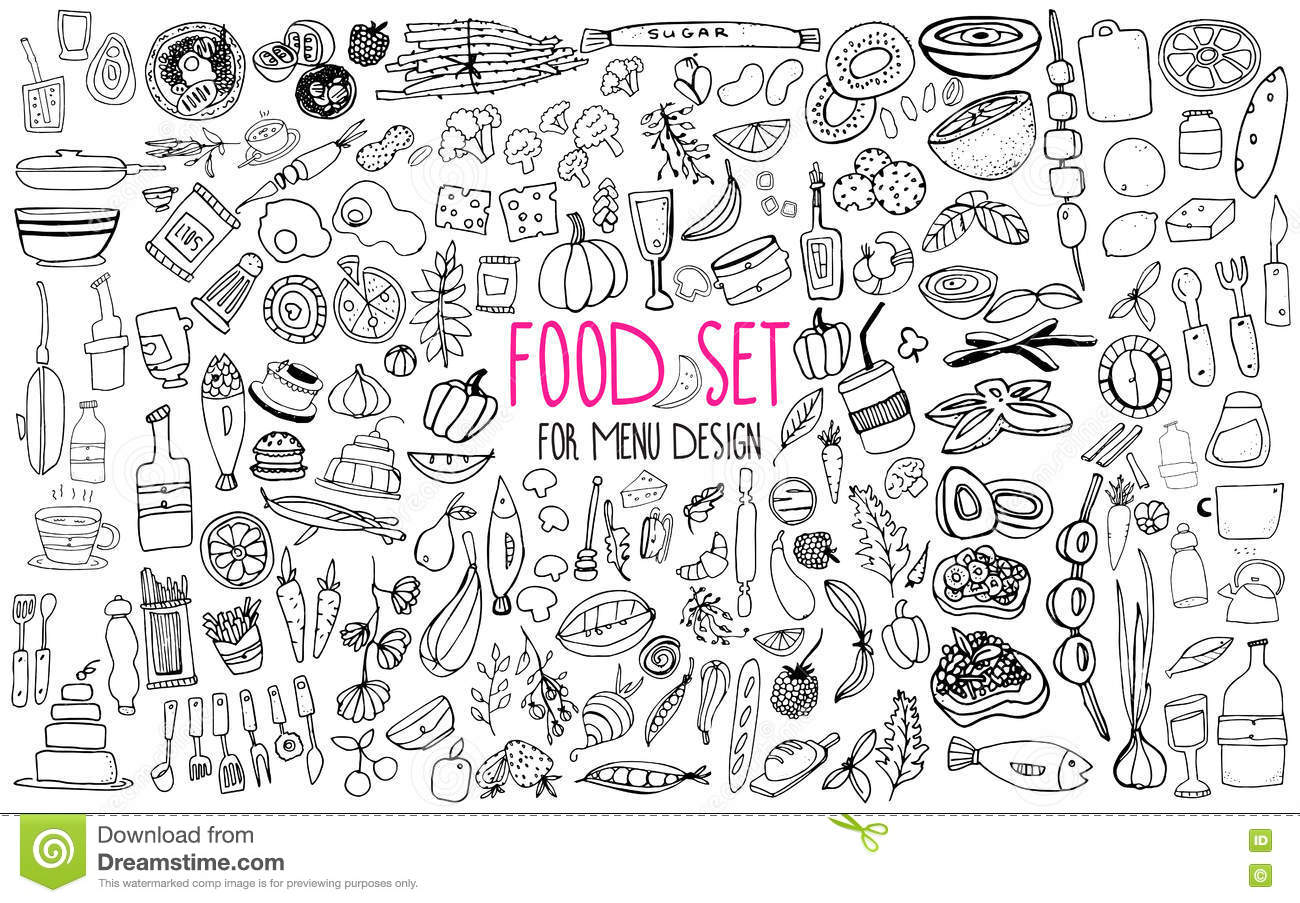 SUGAR
SALT
FOOD SET
FOR MENU DESIGN
Download from
Dreamstime.com
This watermarked comp image is for previewing purposes only.
ID
©